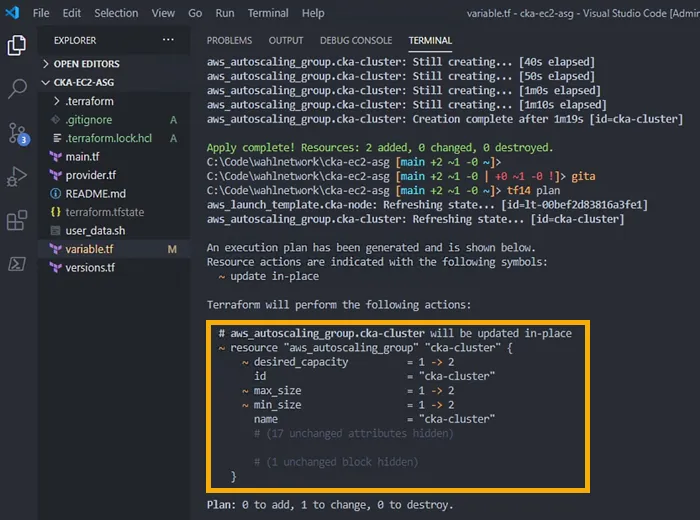 File Edit Selection View Go Run Terminal Help variable.tf - cka-ec2-asg - Visual Studio Code [Admin
EXPLORER ...
OPEN EDITORS
CKA-EC2-ASG
.terraform
.gitignore A
.terraform.lock.hcl A
main.tf
provider.tf
README.md
terraform.tfstate
user_data.sh
variable.tf M
versions.tf
3
PROBLEMS OUTPUT DEBUG CONSOLE TERMINAL
aws_autoscaling_group.cka-cluster: Still creating... [40s elapsed]
aws_autoscaling_group.cka-cluster: Still creating... [50s elapsed]
aws_autoscaling_group.cka-cluster: Still creating... [1m0s elapsed]
aws_autoscaling_group.cka-cluster: Still creating... [1m10s elapsed]
aws_autoscaling_group.cka-cluster: Creation complete after 1m19s [id=cka-cluster]
Apply complete! Resources: 2 added, 0 changed, 0 destroyed.
C:\Code\wahlnetwork\cka-ec2-asg [main +2 ~1 -0 ~]>
C:\Code\wahlnetwork\cka-ec2-asg [main +2 ~1 -0 | +0 ~1 -0 !]> gita
C:\Code\wahlnetwork\cka-ec2-asg [main +2 ~1 -0 ~]> tf14 plan
aws_launch_template.cka-node: Refreshing state... [id=lt-00bef2d83816a3fe1]
aws_autoscaling_group.cka-cluster: Refreshing state... [id=cka-cluster]
An execution plan has been generated and is shown below.
Resource actions are indicated with the following symbols:
~ update in-place
Terraform will perform the following actions:
# aws_autoscaling_group.cka-cluster will be updated in-place
~ resource "aws_autoscaling_group" "cka-cluster" {
~ desired_capacity = 1 -> 2
id = "cka-cluster"
~ max_size = 1 -> 2
~ min_size = 1 -> 2
name = "cka-cluster"
# (17 unchanged attributes hidden)
# (1 unchanged block hidden)
}
Plan: 0 to add, 1 to change, 0 to destroy.